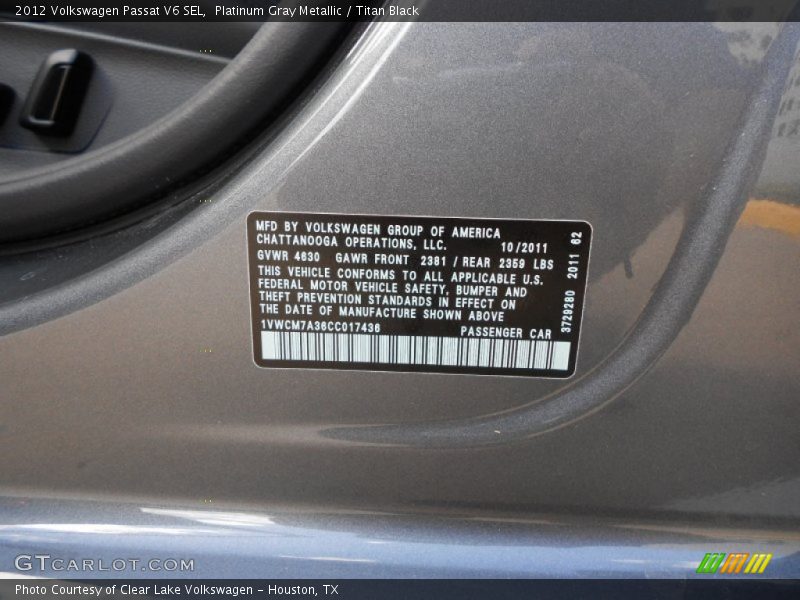 2012 Volkswagen Passat V6 SEL,  Platinum Gray Metallic / Titan Black
MFD BY VOLKSWAGEN GROUP OF AMERICA
CHATTANOOGA OPERATIONS, LLC. 10/2011
GVWR 4630 GAWR FRONT 2381 / REAR 2359 LBS
THIS VEHICLE CONFORMS TO ALL APPLICABLE U.S.
FEDERAL MOTOR VEHICLE SAFETY, BUMPER AND
THEFT PREVENTION STANDARDS IN EFFECT ON
THE DATE OF MANUFACTURE SHOWN ABOVE
1VWCM7A36CC017436 PASSENGER CAR
3729280 2011 62
GTCARLOT.COM
Photo Courtesy of Clear Lake Volkswagen - Houston, TX